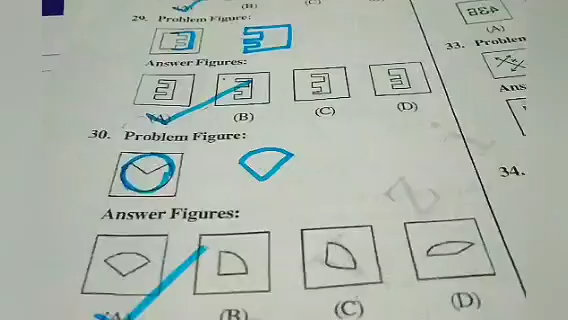 (B)
(C)
29. Problem Figure:
Answer Figures:
(A)
(B)
(C)
(D)
30. Problem Figure:
Answer Figures:
(A)
(B)
(C)
(D)
(A)
33. Problem
Ans
34.